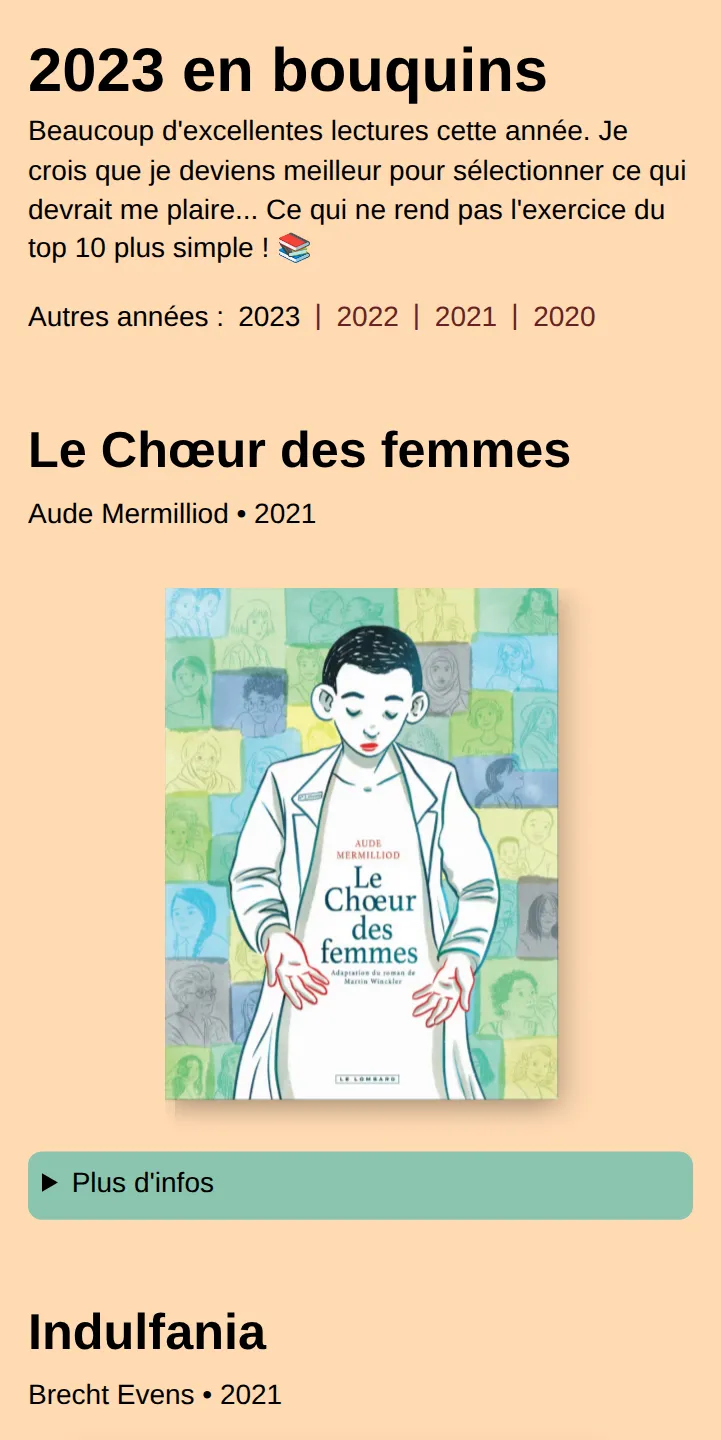 2023 en bouquins
Beaucoup d'excellentes lectures cette année. Je
crois que je deviens meilleur pour sélectionner ce qui
devrait me plaire... Ce qui ne rend pas l'exercice du
top 10 plus simple ! 📚
Autres années : 2023 | 2022 | 2021 | 2020
Le Chœur des femmes
Aude Mermilliod • 2021
AUDE
MERMILLIOD
Le
Chœur
des
femmes
Adaptation du roman de
Martin Winckler
LE LOMBARD
Plus d'infos
Indulfania
Brecht Evens • 2021